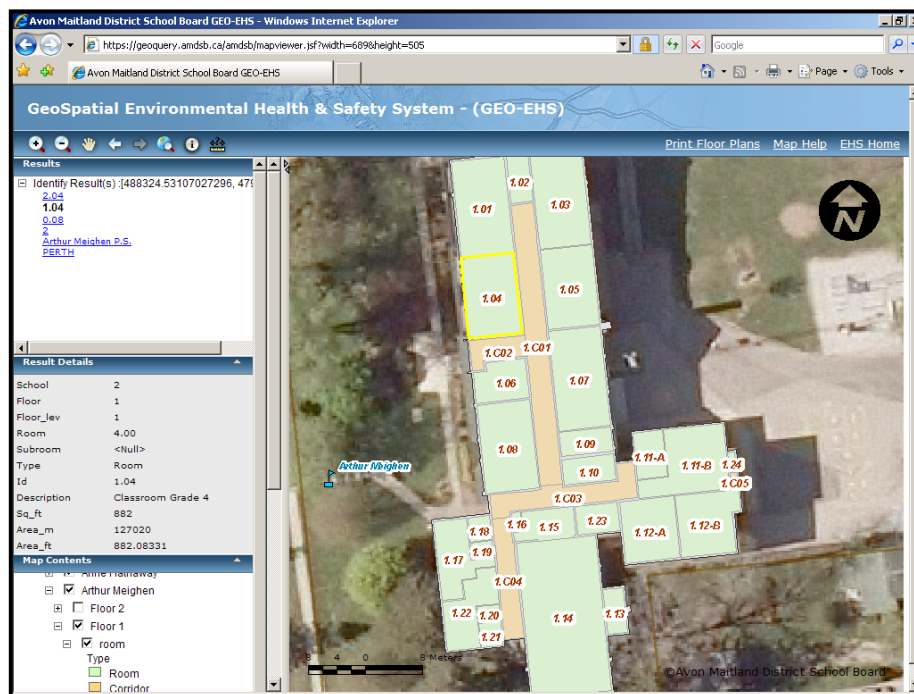 Avon Maitland District School Board GEO-EHS - Windows Internet Explorer
https://geoquery.amdsb.ca/amdsb/mapviewer.jsf?width=689&height=505
Google
Avon Maitland District School Board GEO-EHS
Page
Tools
GeoSpatial Environmental Health & Safety System - (GEO-EHS)
Print Floor Plans Map Help EHS Home
Results
Identify Result(s) :[488324.53107027296, 479
2.04
1.04
0.08
2
Arthur Meighen P.S.
PERTH
Result Details
School 2
Floor 1
Floor_lev 1
Room 4.00
Subroom <Null>
Type Room
Id 1.04
Description Classroom Grade 4
Sq_ft 882
Area_m 127020
Area_ft 882.08331
Map Contents
Anne Hathaway
Arthur Meighen
Floor 2
Floor 1
room
Type
Room
Corridor
N
1.02
1.01
1.03
1.04
1.05
1.C02
1.C01
1.06
1.07
1.08
1.09
1.10
1.11-A
1.11-B
1.24
1.C05
1.C03
Arthur Meighen
1.18
1.16
1.15
1.23
1.12-A
1.12-B
1.17
1.19
1.C04
1.22
1.20
1.21
1.14
1.13
8 4 0 8 Meters
©Avon Maitland District School Board